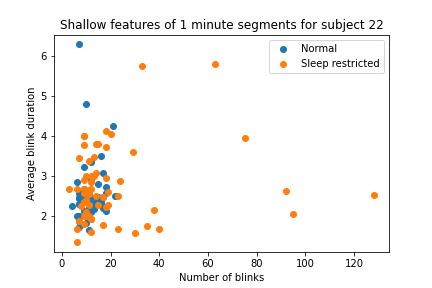 Shallow features of 1 minute segments for subject 22
Normal
Sleep restricted
6
5
4
3
2
Average blink duration
0
20
40
60
80
100
120
Number of blinks